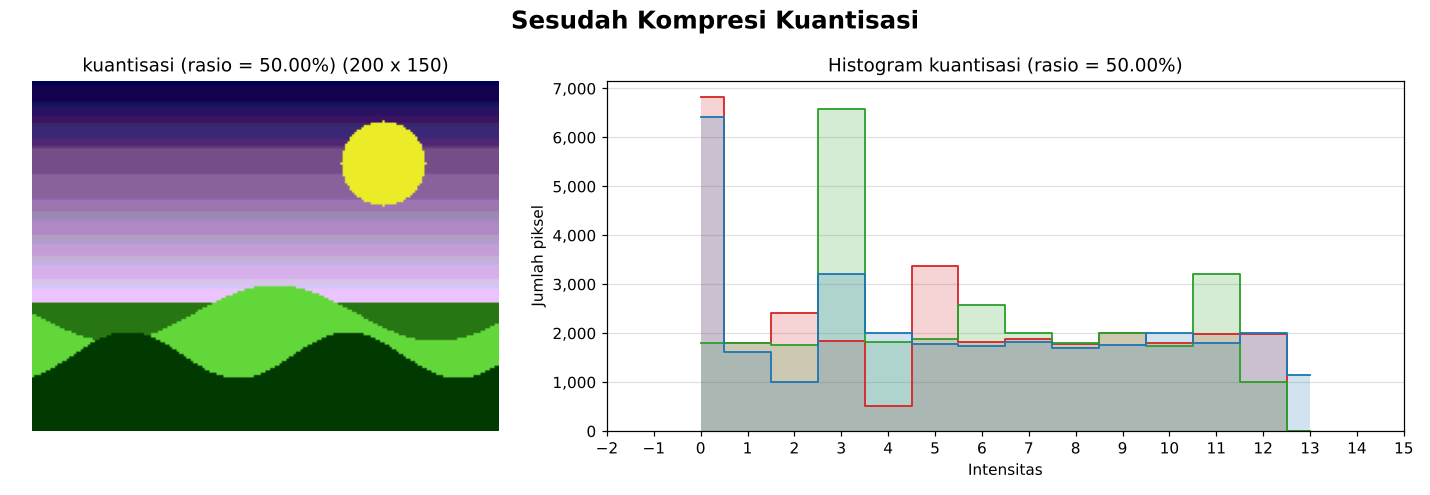 Sesudah Kompresi Kuantisasi
kuantisasi (rasio = 50.00%) (200 x 150)
Histogram kuantisasi (rasio = 50.00%)
Jumlah piksel
7,000
6,000
5,000
4,000
3,000
2,000
1,000
0
−2 −1 0 1 2 3 4 5 6 7 8 9 10 11 12 13 14 15
Intensitas